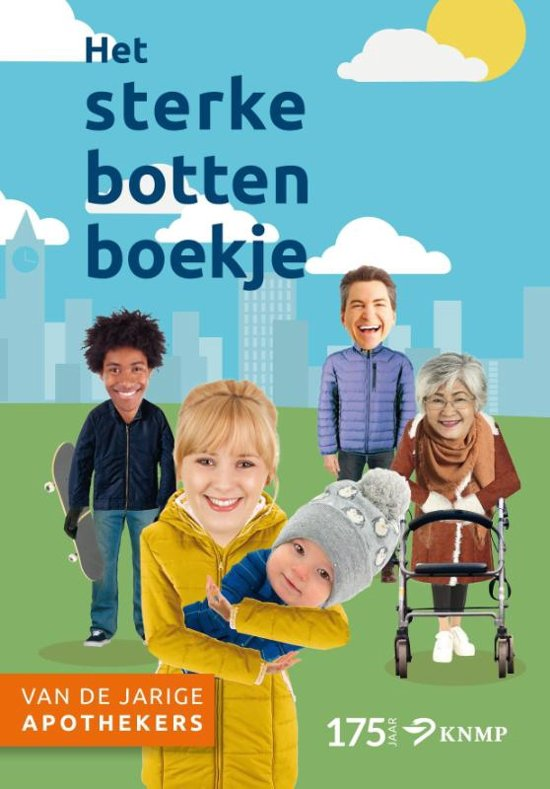 Het
sterke
botten
boekje
VAN DE JARIGE
APOTHEKERS
175 JAAR KNMP